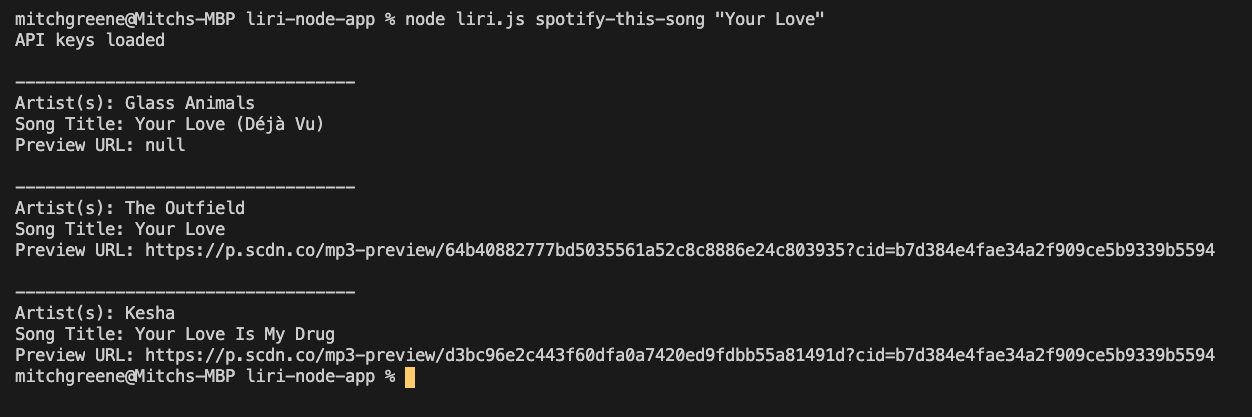 mitchgreene@Mitchs-MBP liri-node-app % node liri.js spotify-this-song "Your Love"
API keys loaded
----------------------------------
Artist(s): Glass Animals
Song Title: Your Love (Déjà Vu)
Preview URL: null
----------------------------------
Artist(s): The Outfield
Song Title: Your Love
Preview URL: https://p.scdn.co/mp3-preview/64b40882777bd5035561a52c8c8886e24c803935?cid=b7d384e4fae34a2f909ce5b9339b5594
----------------------------------
Artist(s): Kesha
Song Title: Your Love Is My Drug
Preview URL: https://p.scdn.co/mp3-preview/d3bc96e2c443f60dfa0a7420ed9fdbb55a81491d?cid=b7d384e4fae34a2f909ce5b9339b5594
mitchgreene@Mitchs-MBP liri-node-app %